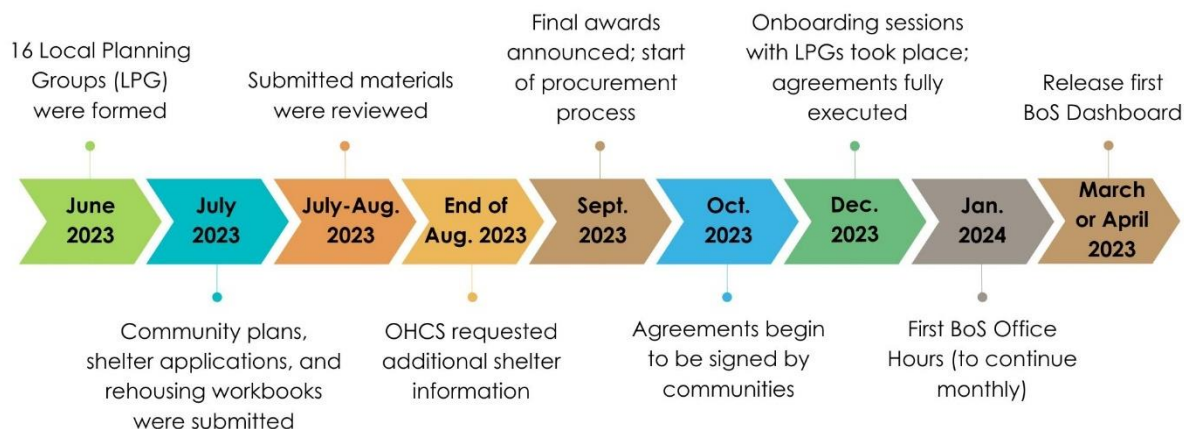 16 Local Planning
Groups (LPG)
were formed
Submitted materials
were reviewed
Final awards
announced; start
of procurement
process
Onboarding sessions
with LPGs took place;
agreements fully
executed
Release first
BoS Dashboard
June
2023
July
2023
July-Aug.
2023
End of
Aug. 2023
Sept.
2023
Oct.
2023
Dec.
2023
Jan.
2024
March
or April
2023
Community plans,
shelter applications, and
rehousing workbooks
were submitted
OHCS requested
additional shelter
information
Agreements begin
to be signed by
communities
First BoS Office
Hours (to continue
monthly)